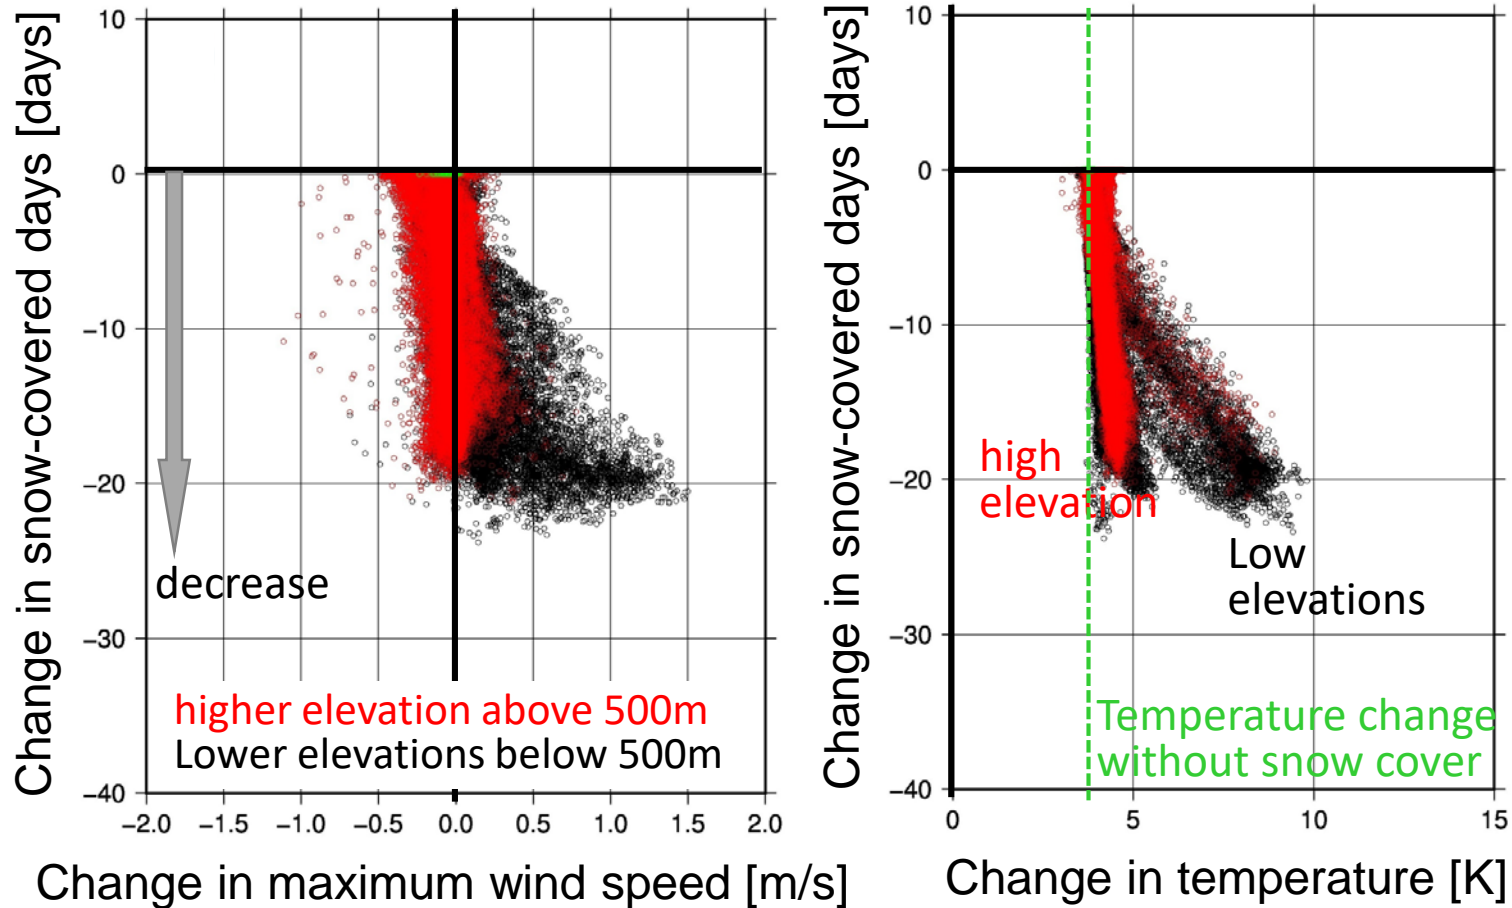 Change in snow-covered days [days]
10
0
−10
−20
−30
−40
decrease
higher elevation above 500m
Lower elevations below 500m
−2.0 −1.5 −1.0 −0.5 0.0 0.5 1.0 1.5 2.0
Change in maximum wind speed [m/s]
Change in snow-covered days [days]
10
0
−10
−20
−30
−40
high
elevation
Low
elevations
Temperature change
without snow cover
0 5 10 15
Change in temperature [K]